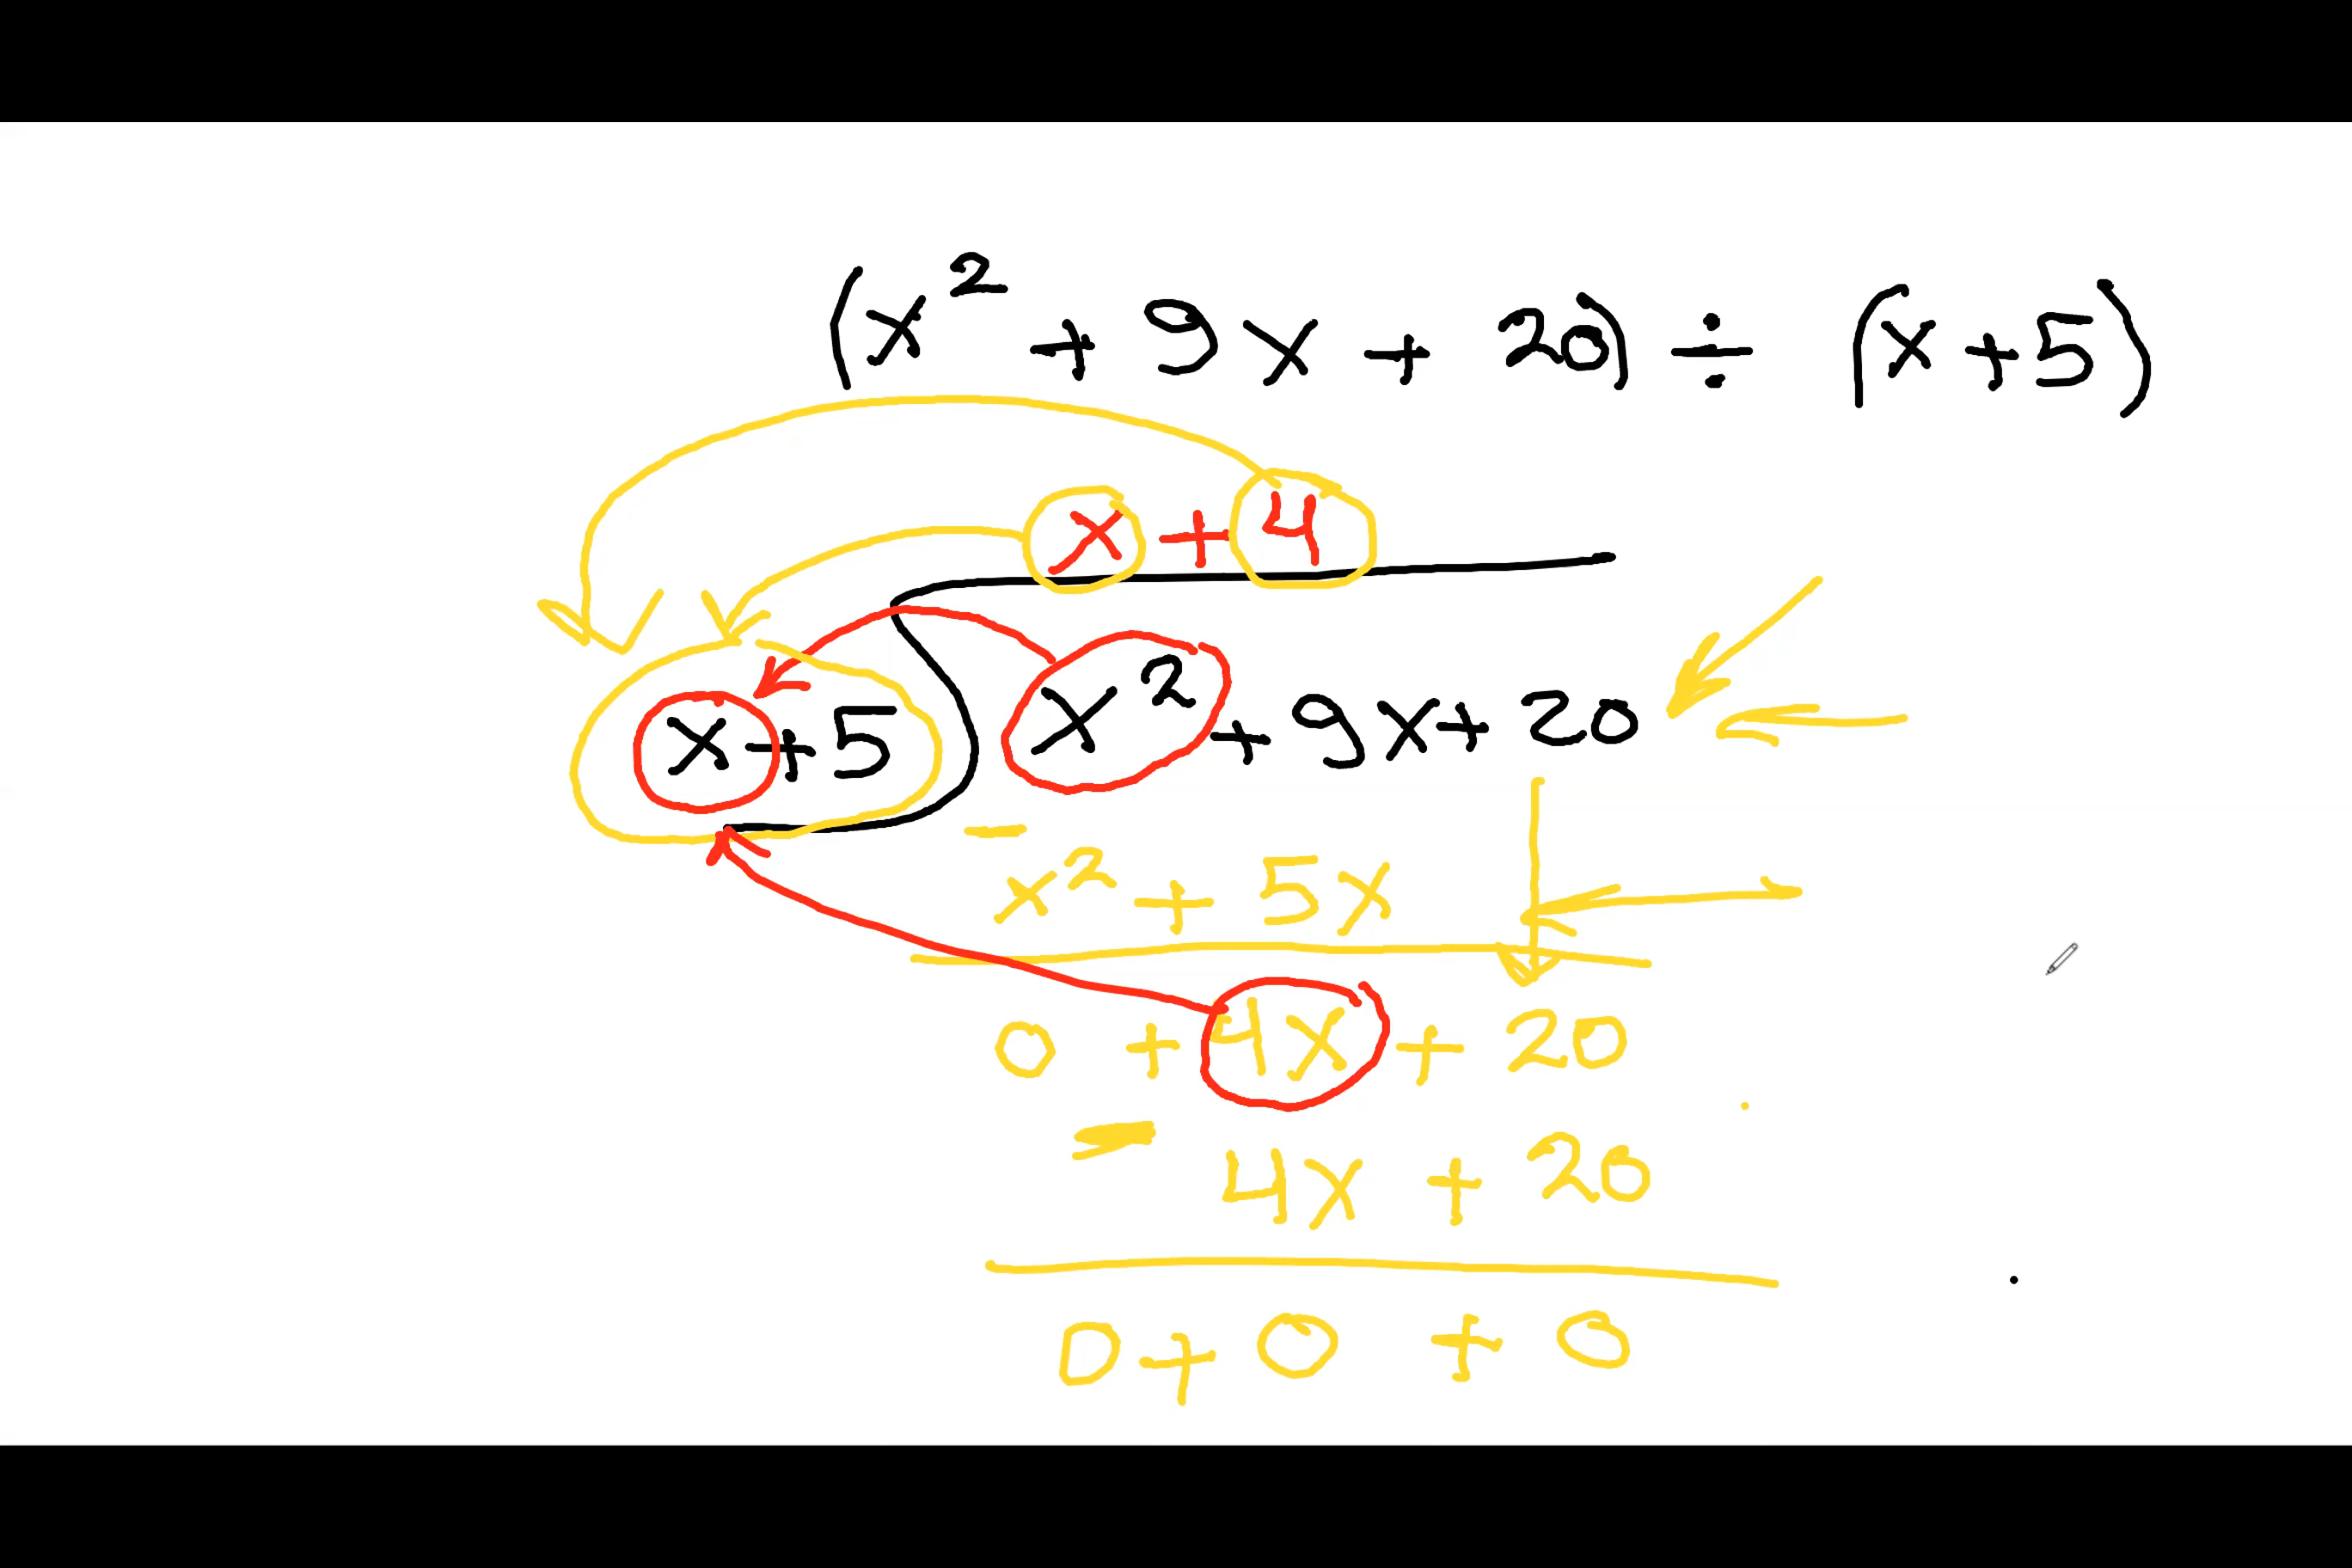 (x² + 9x + 20) ÷ (x + 5)
x + 4
x + 5 x² + 9x + 20
−
x² + 5x
0 + 4x + 20
−
4x + 20
0 + 0 + 0